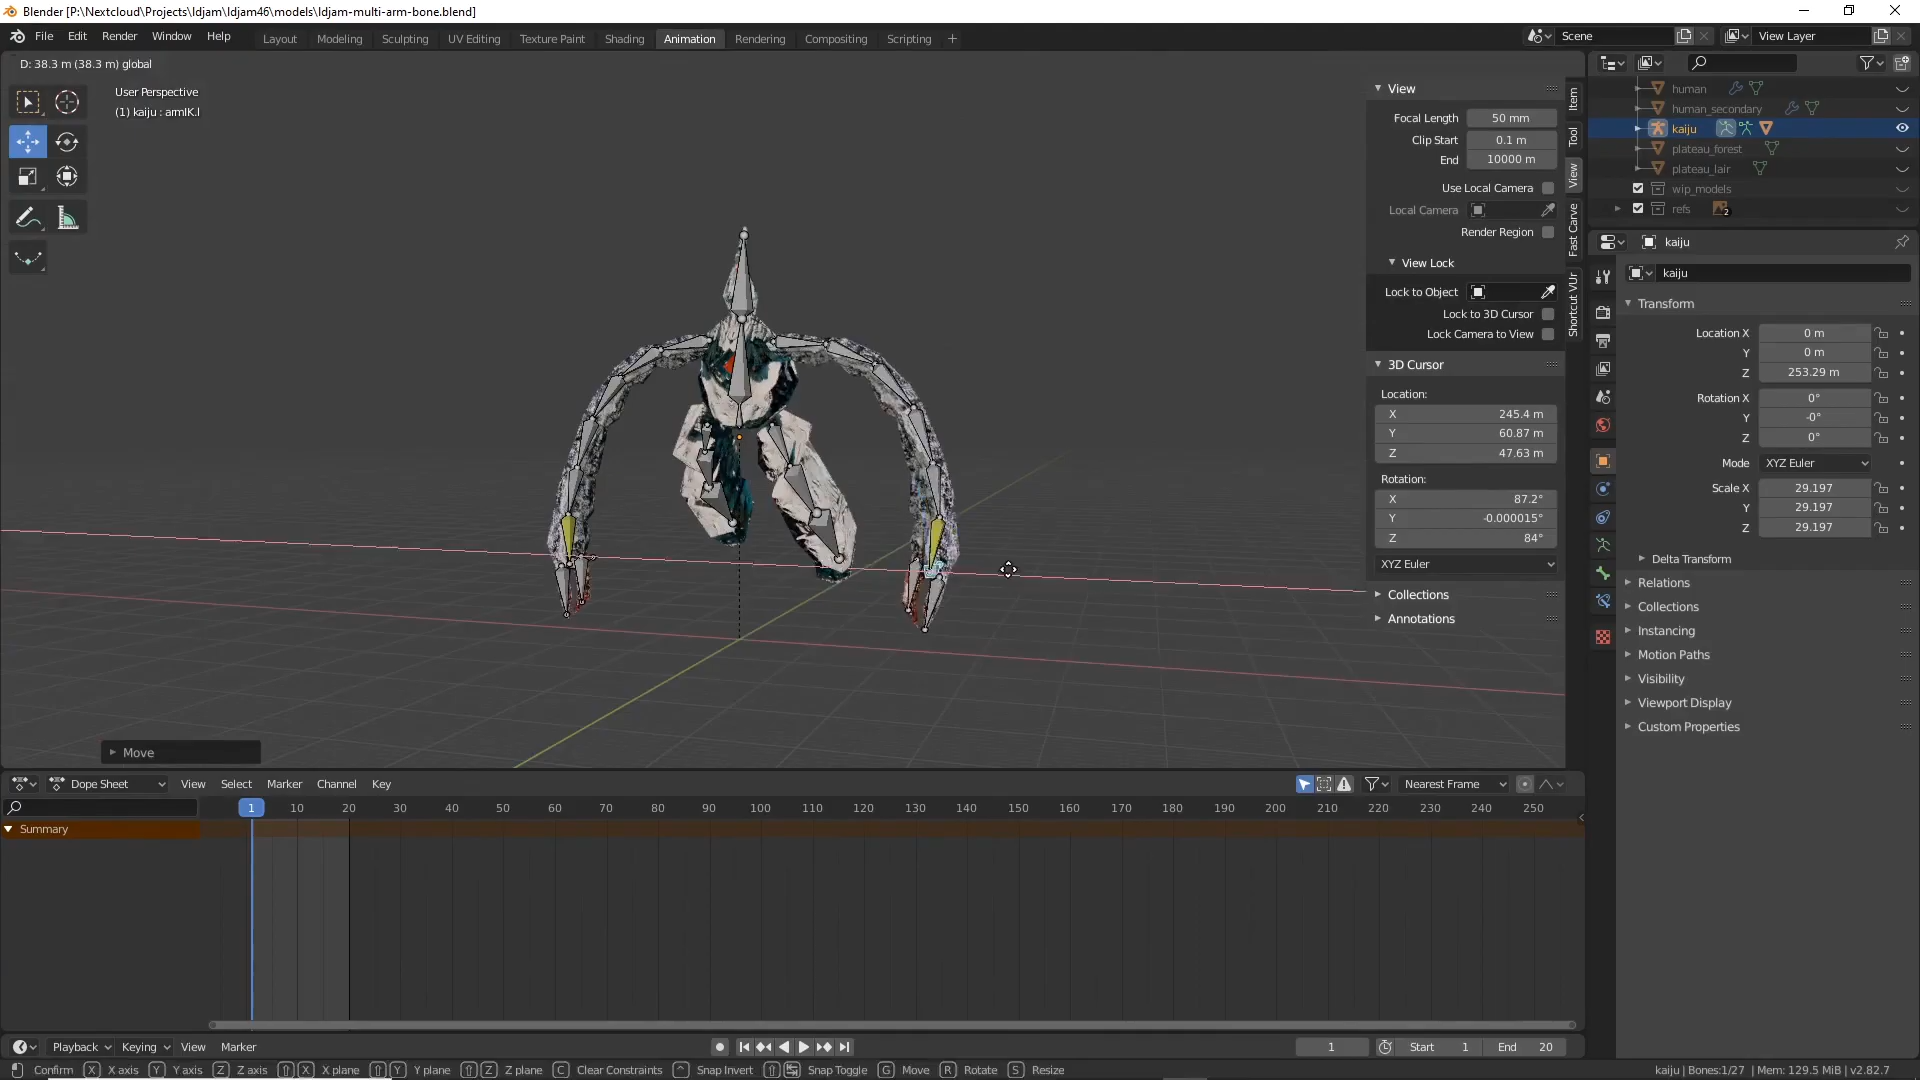 Blender [P:\Nextcloud\Projects\ldjam\ldjam46\models\ldjam-multi-arm-bone.blend]
File Edit Render Window Help Layout Modeling Sculpting UV Editing Texture Paint Shading Animation Rendering Compositing Scripting + Scene View Layer
D: 38.3 m (38.3 m) global
User Perspective
(1) kaiju : armIK.l
View
Focal Length 50 mm
Clip Start 0.1 m
End 10000 m
Use Local Camera
Local Camera
Render Region
View Lock
Lock to Object
Lock to 3D Cursor
Lock Camera to View
3D Cursor
Location:
X 245.4 m
Y 60.87 m
Z 47.63 m
Rotation:
X 87.2°
Y -0.000015°
Z 84°
XYZ Euler
Collections
Annotations
Item
Tool
View
Fast Carve
Shortcut VUr
human
human_secondary
kaiju
plateau_forest
plateau_lair
wip_models
refs 2
kaiju
kaiju
Transform
Location X 0 m
Y 0 m
Z 253.29 m
Rotation X 0°
Y -0°
Z 0°
Mode XYZ Euler
Scale X 29.197
Y 29.197
Z 29.197
Delta Transform
Relations
Collections
Instancing
Motion Paths
Visibility
Viewport Display
Custom Properties
Move
Dope Sheet View Select Marker Channel Key Nearest Frame
1 10 20 30 40 50 60 70 80 90 100 110 120 130 140 150 160 170 180 190 200 210 220 230 240 250
Summary
Playback Keying View Marker 1 Start 1 End 20
Confirm X X axis Y Y axis Z Z axis X X plane Y Y plane Z Z plane C Clear Constraints ^ Snap Invert Snap Toggle G Move R Rotate S Resize kaiju | Bones:1/27 | Mem: 129.5 MiB | v2.82.7